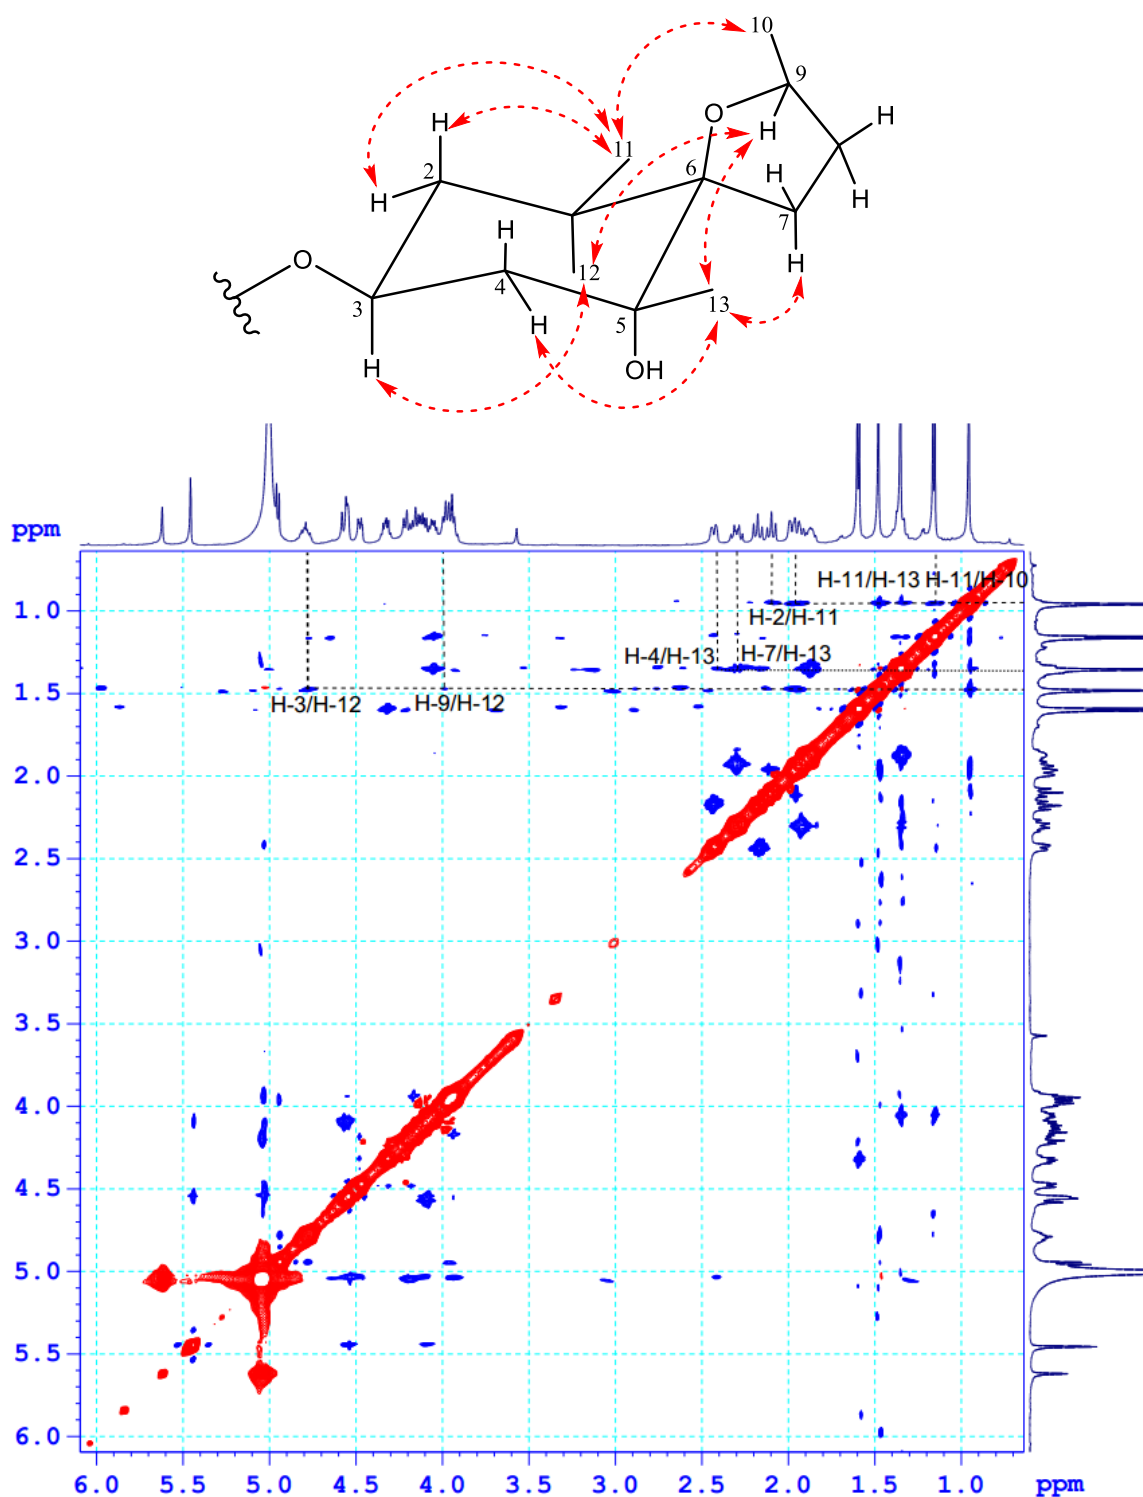 10
9
O
H
H
H
11
2
6
H
H
H
H
7
H
O
12
4
13
3
5
H
H
OH
ppm
H-11/H-13 H-11/H-10
1.0
H-2/H-11
H-4/H-13
H-7/H-13
1.5
H-3/H-12
H-9/H-12
2.0
2.5
3.0
3.5
4.0
4.5
5.0
5.5
6.0
6.0 5.5 5.0 4.5 4.0 3.5 3.0 2.5 2.0 1.5 1.0 ppm